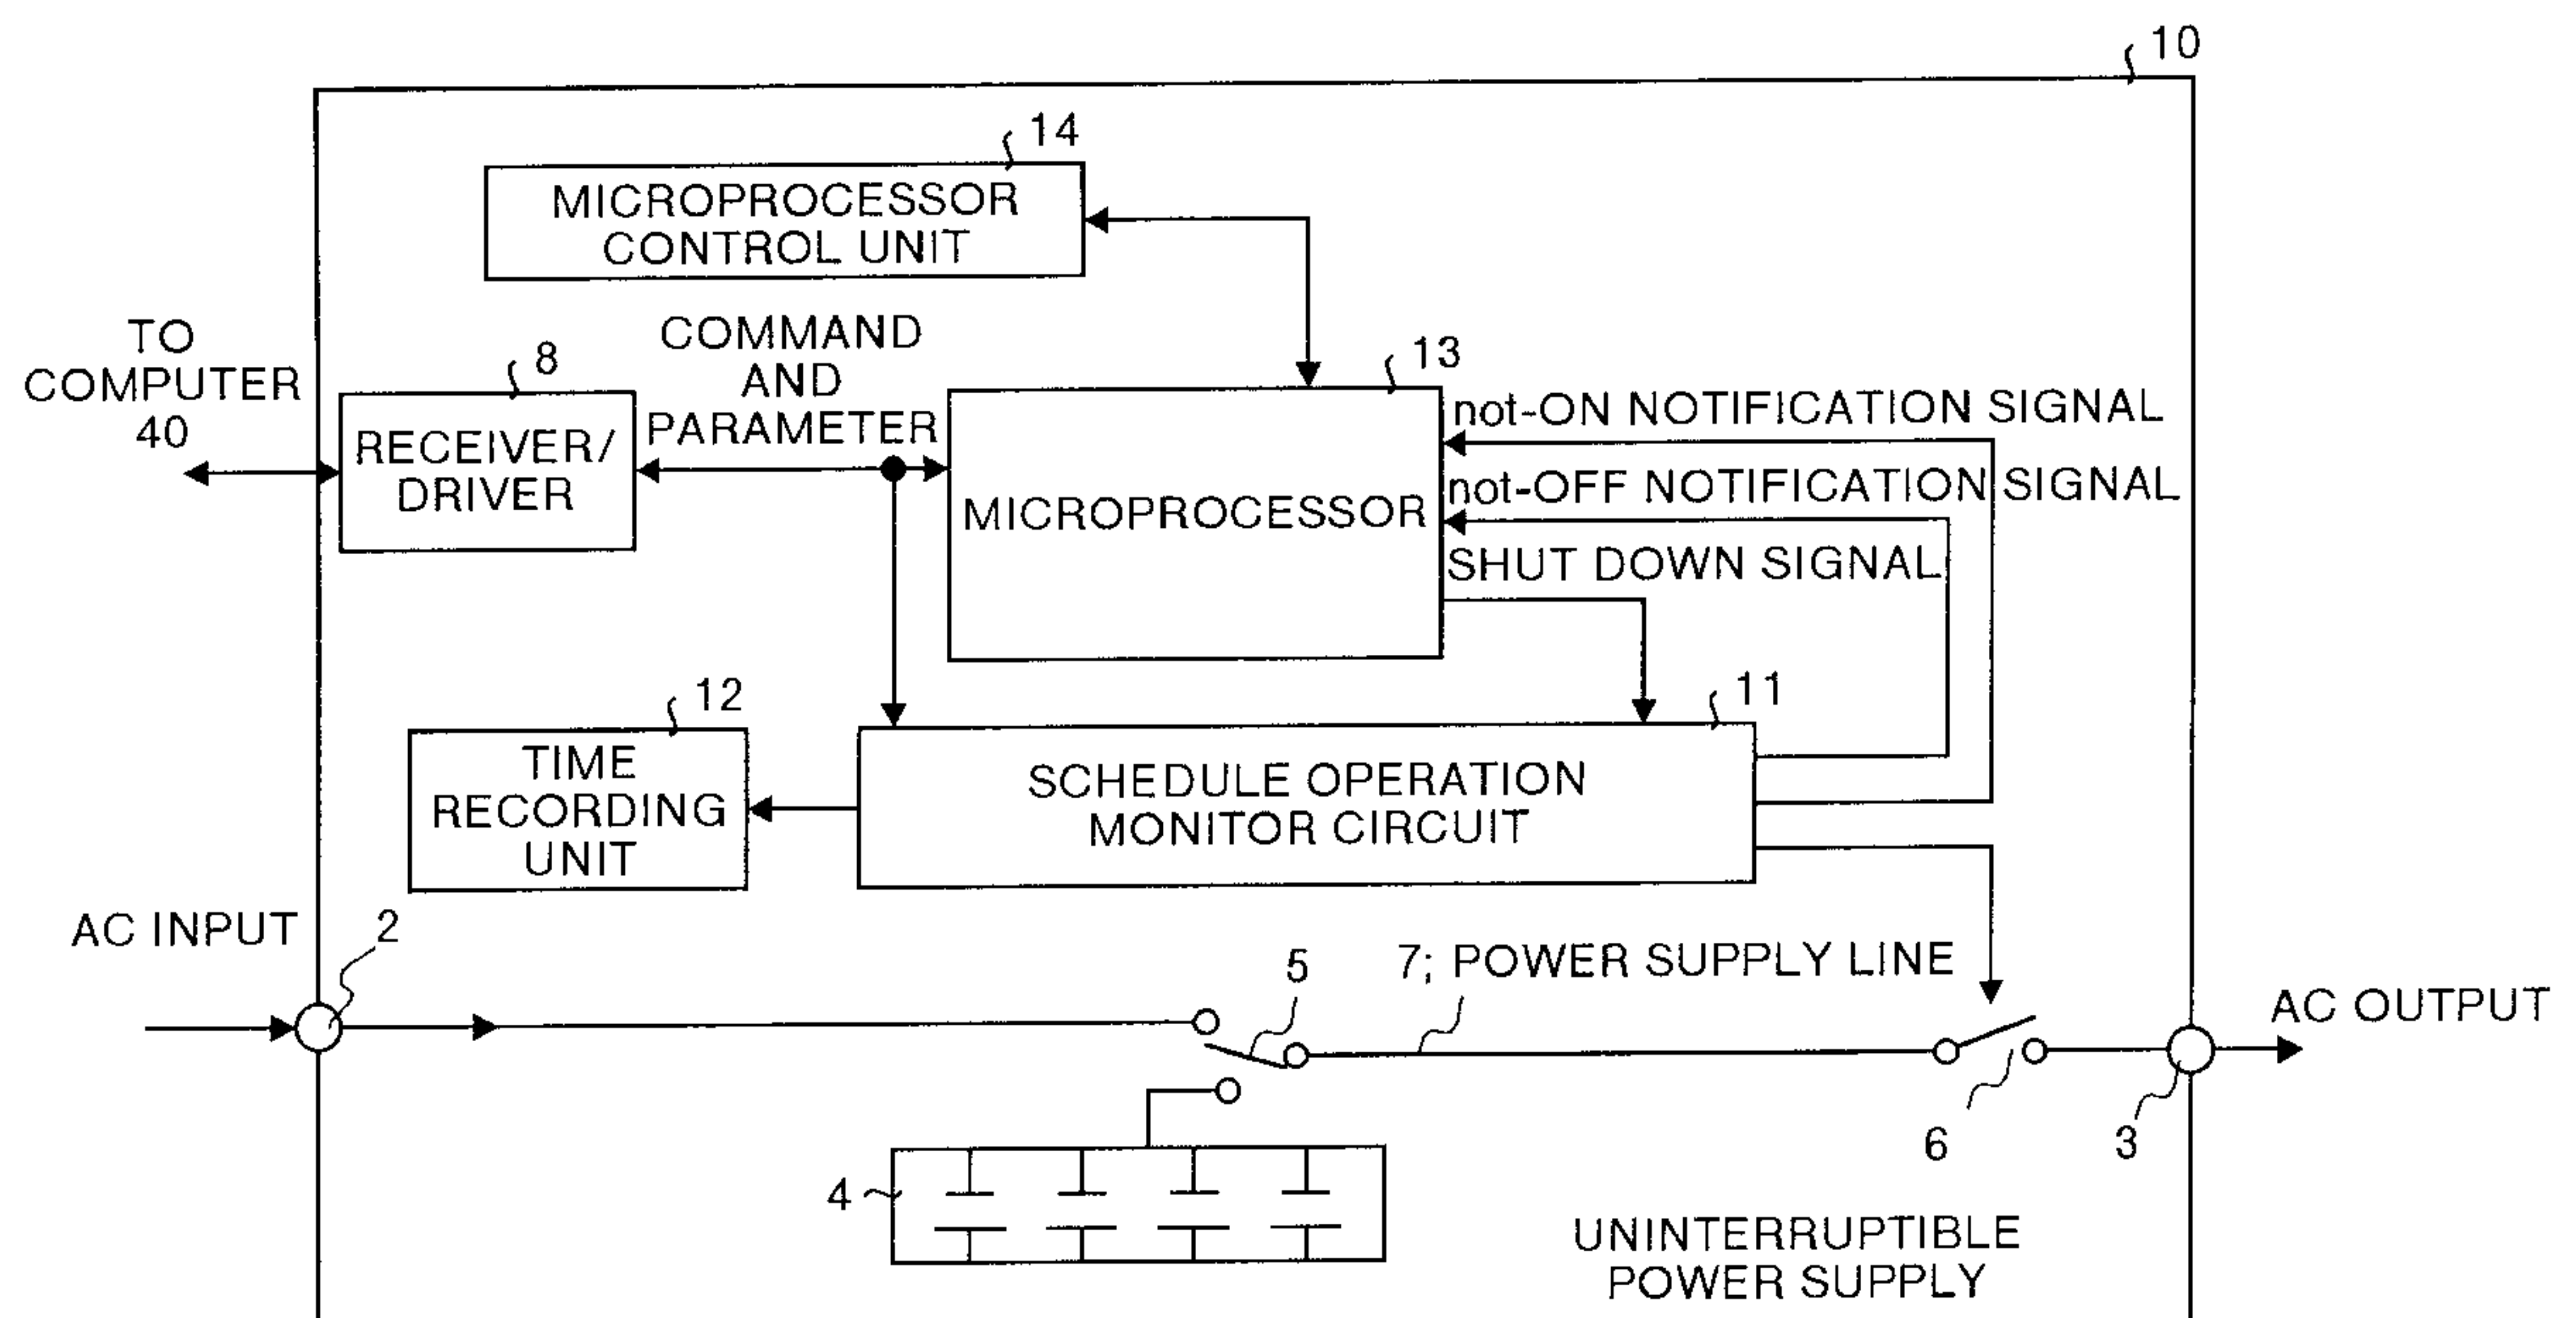 10
14
MICROPROCESSOR
CONTROL UNIT
TO
COMPUTER
40
8
RECEIVER/
DRIVER
COMMAND
AND
PARAMETER
13
MICROPROCESSOR
not-ON NOTIFICATION SIGNAL
not-OFF NOTIFICATION SIGNAL
SHUT DOWN SIGNAL
12
TIME
RECORDING
UNIT
11
SCHEDULE OPERATION
MONITOR CIRCUIT
AC INPUT
2
5
7; POWER SUPPLY LINE
AC OUTPUT
6
3
4
UNINTERRUPTIBLE
POWER SUPPLY